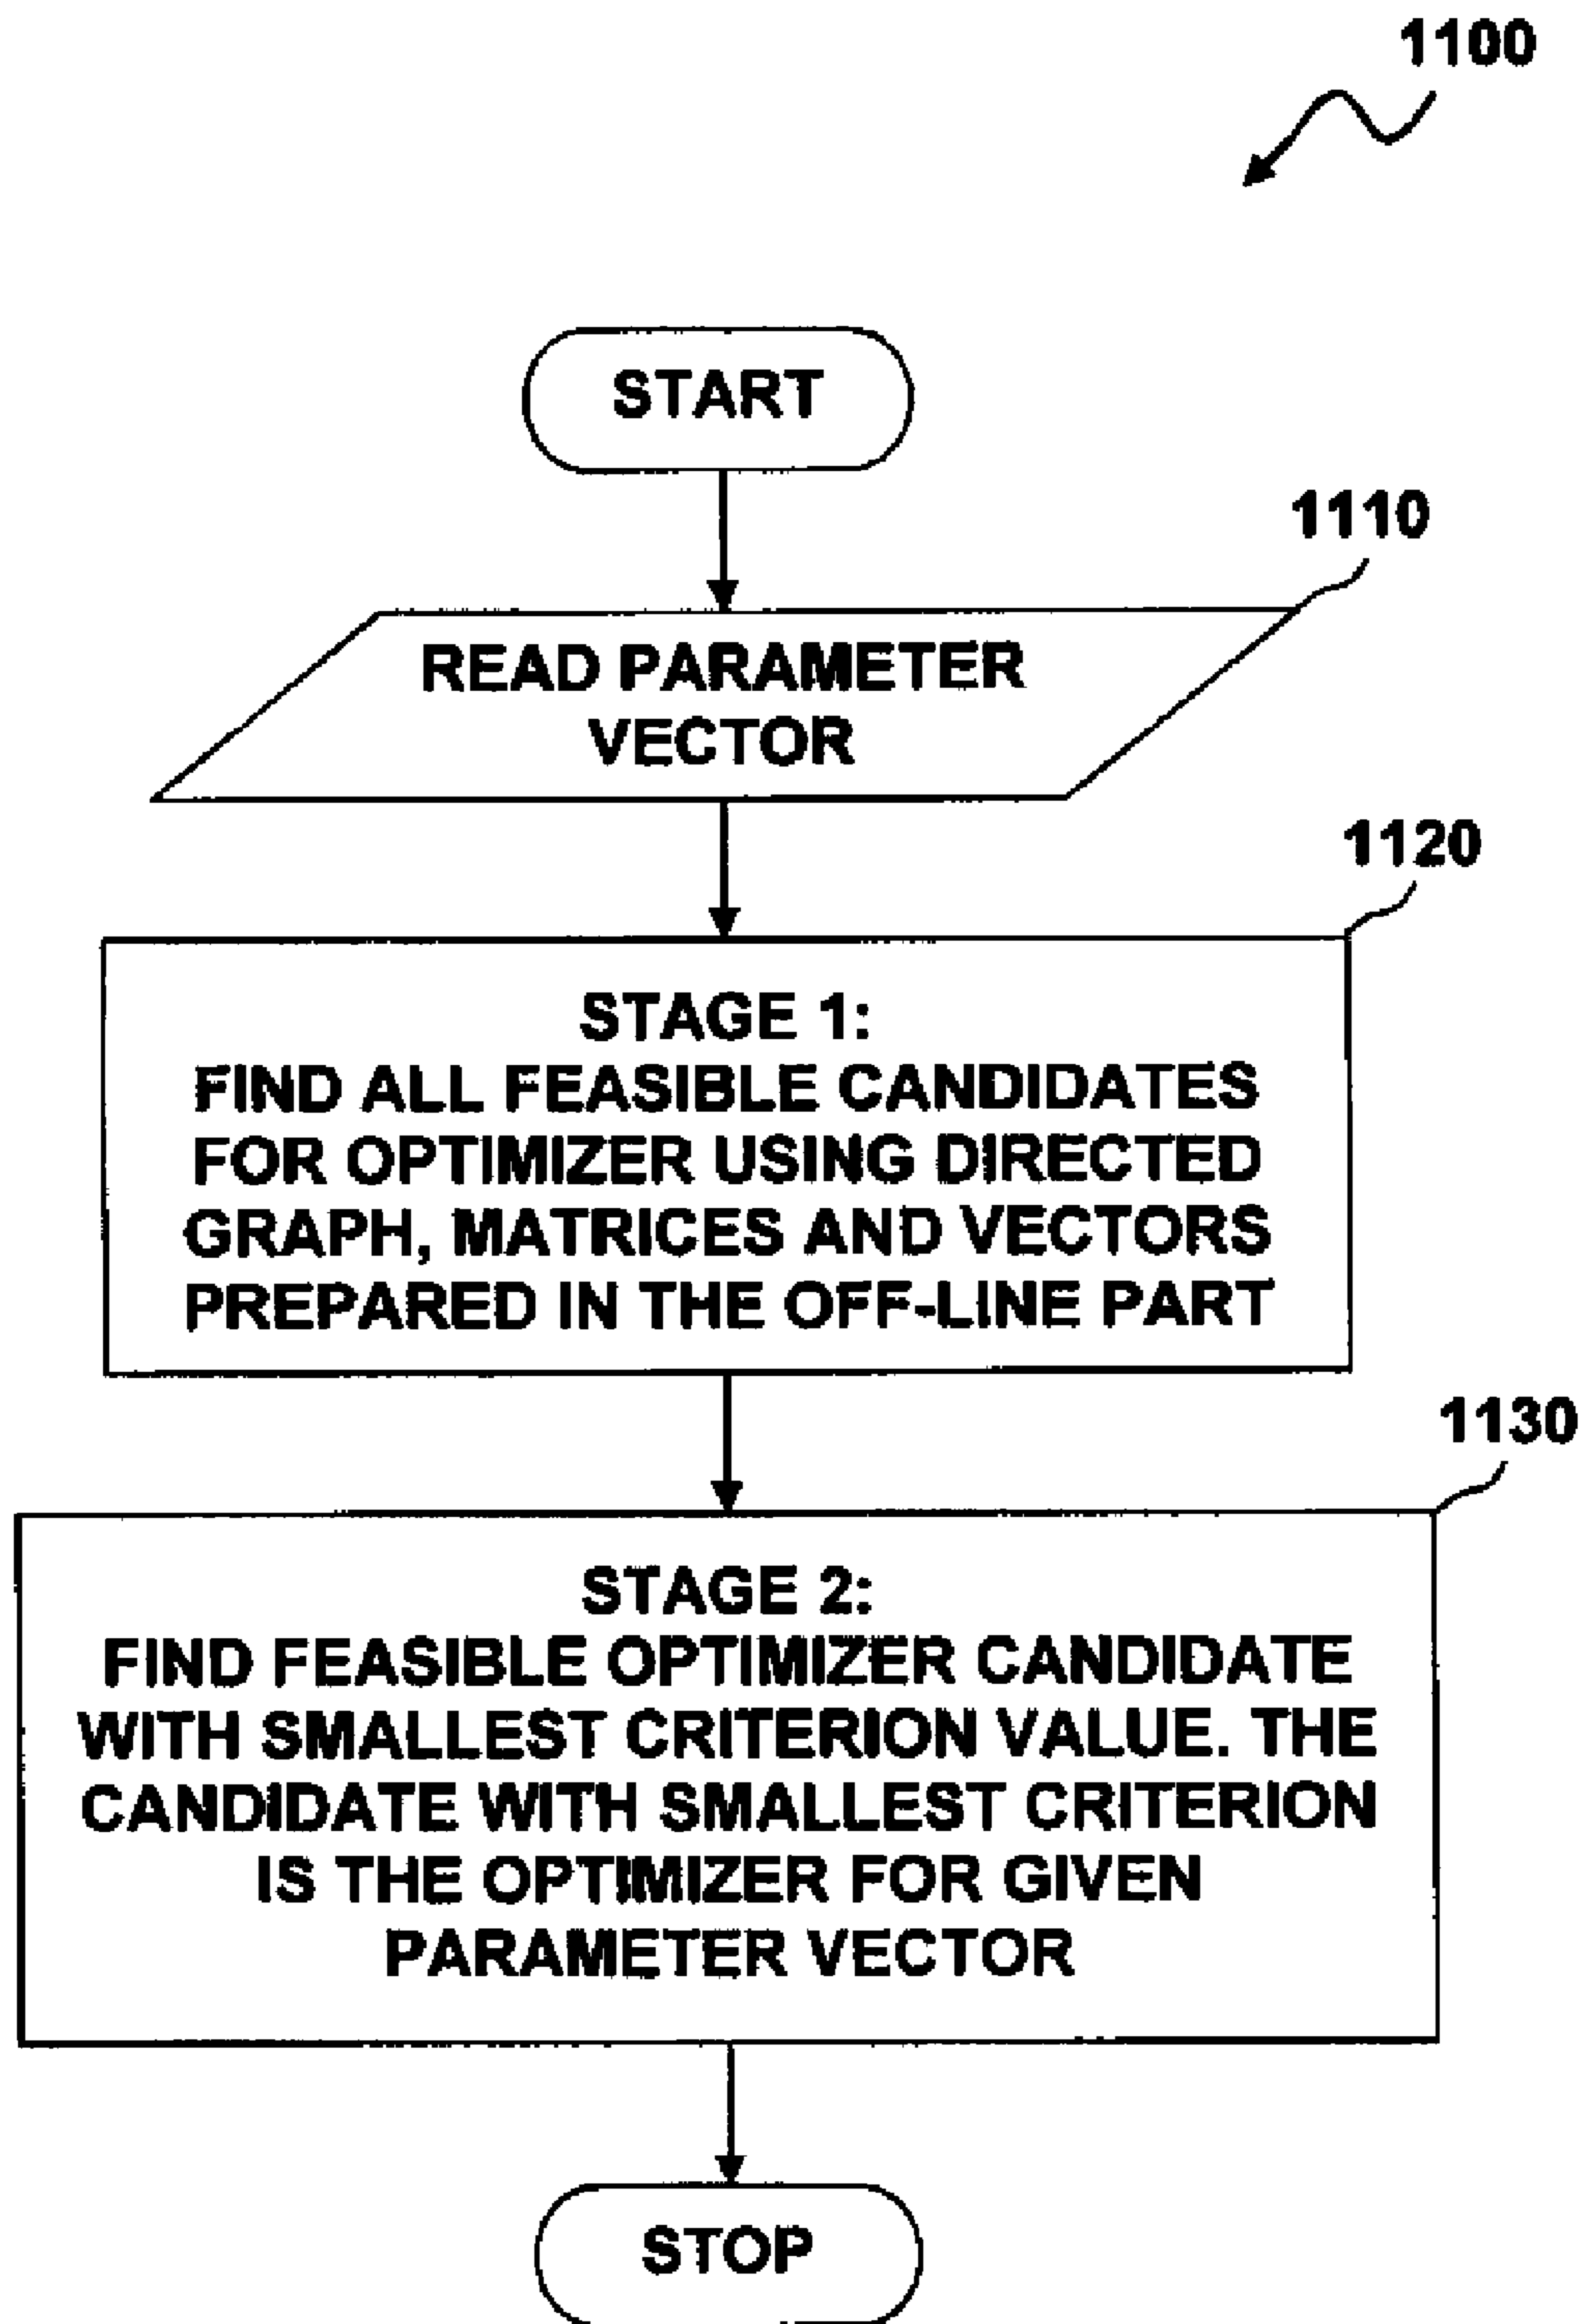 1100
START
1110
READ PARAMETER
VECTOR
1120
STAGE 1:
FIND ALL FEASIBLE CANDIDATES
FOR OPTIMIZER USING DIRECTED
GRAPH, MATRICES AND VECTORS
PREPARED IN THE OFF-LINE PART
1130
STAGE 2:
FIND FEASIBLE OPTIMIZER CANDIDATE
WITH SMALLEST CRITERION VALUE. THE
CANDIDATE WITH SMALLEST CRITERION
IS THE OPTIMIZER FOR GIVEN
PARAMETER VECTOR
STOP